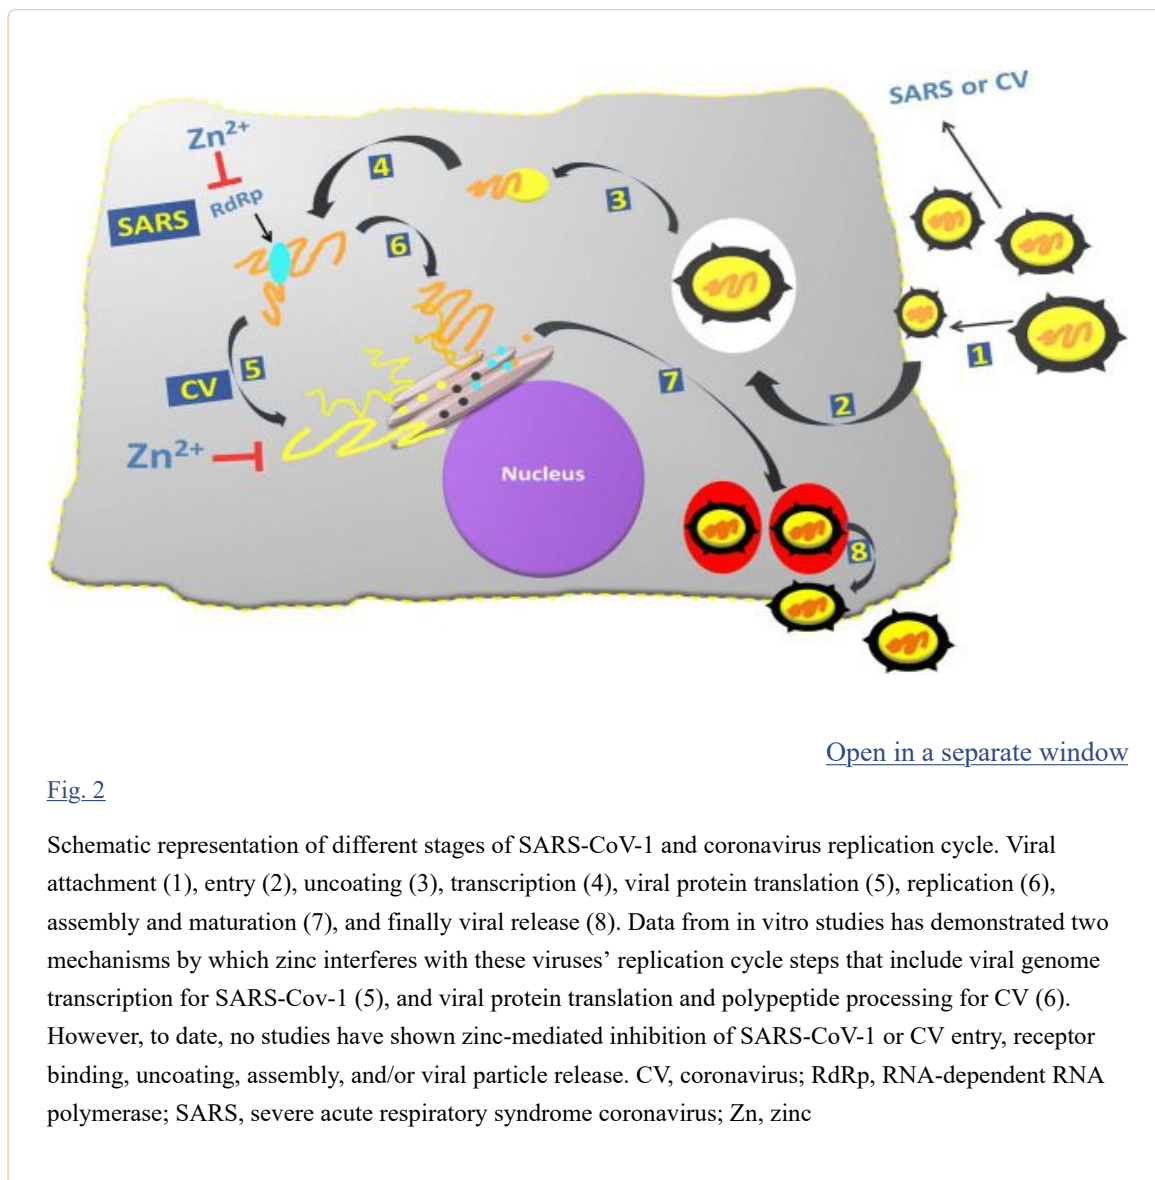 SARS or CV
Zn2+
4
3
SARS
RdRp
6
1
5
7
CV
2
Zn2+
Nucleus
8
Open in a separate window
Fig. 2
Schematic representation of different stages of SARS-CoV-1 and coronavirus replication cycle. Viral
attachment (1), entry (2), uncoating (3), transcription (4), viral protein translation (5), replication (6),
assembly and maturation (7), and finally viral release (8). Data from in vitro studies has demonstrated two
mechanisms by which zinc interferes with these viruses’ replication cycle steps that include viral genome
transcription for SARS-Cov-1 (5), and viral protein translation and polypeptide processing for CV (6).
However, to date, no studies have shown zinc-mediated inhibition of SARS-CoV-1 or CV entry, receptor
binding, uncoating, assembly, and/or viral particle release. CV, coronavirus; RdRp, RNA-dependent RNA
polymerase; SARS, severe acute respiratory syndrome coronavirus; Zn, zinc